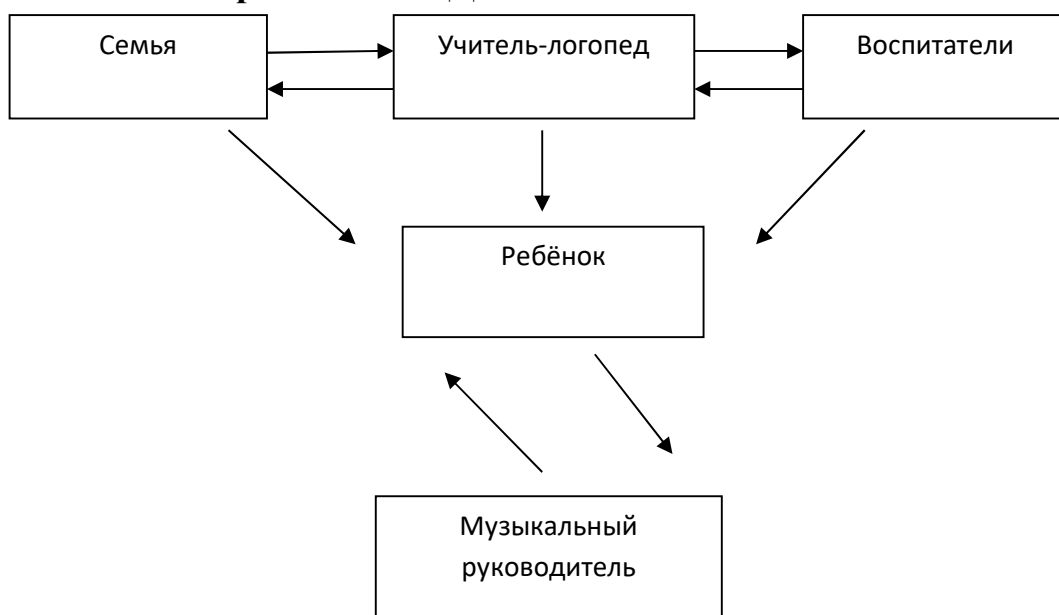 Семья
Учитель-логопед
Воспитатели
Ребёнок
Музыкальный
руководитель